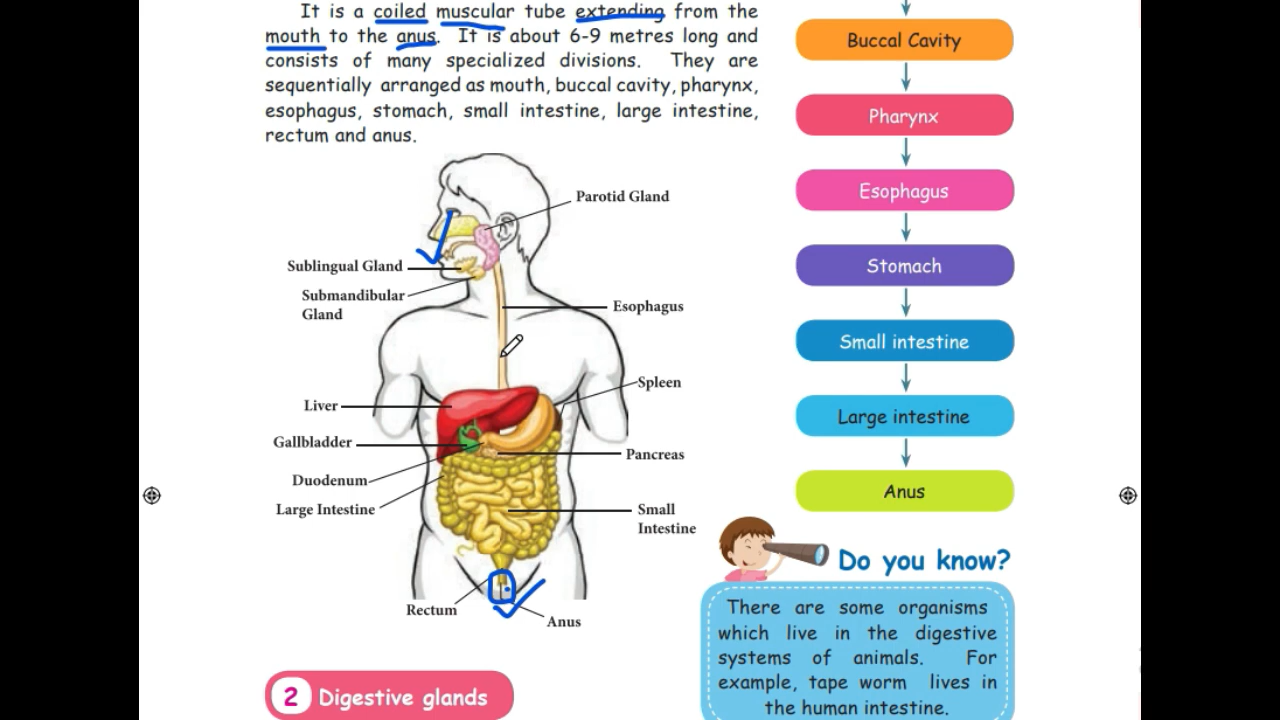 It is a coiled muscular tube extending from the
mouth to the anus. It is about 6-9 metres long and
consists of many specialized divisions. They are
sequentially arranged as mouth, buccal cavity, pharynx,
esophagus, stomach, small intestine, large intestine,
rectum and anus.
Parotid Gland
Sublingual Gland
Submandibular
Gland
Esophagus
Spleen
Liver
Gallbladder
Pancreas
Duodenum
Large Intestine
Small
Intestine
Rectum
Anus
2 Digestive glands
Buccal Cavity
Pharynx
Esophagus
Stomach
Small intestine
Large intestine
Anus
Do you know?
There are some organisms
which live in the digestive
systems of animals. For
example, tape worm lives in
the human intestine.